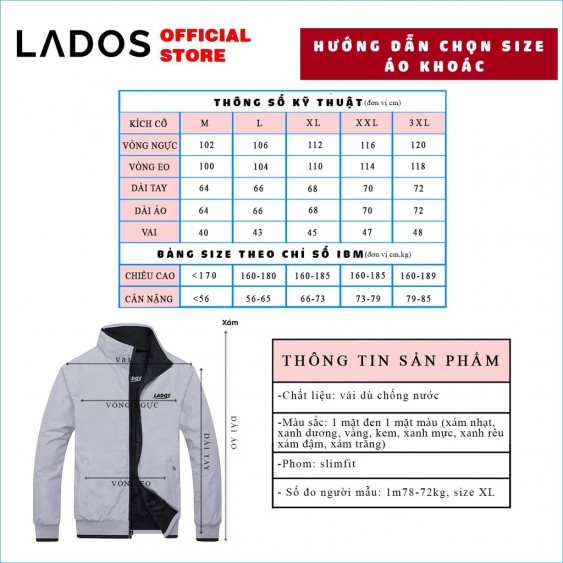 LADOS OFFICIAL STORE
HƯỚNG DẪN CHỌN SIZE
ÁO KHOÁC
THÔNG SỐ KỸ THUẬT(đơn vị cm)
KÍCH CỠ M L XL XXL 3XL
VÒNG NGỰC 102 106 112 116 120
VÒNG EO 100 104 110 114 118
DÀI TAY 64 66 68 70 72
DÀI ÁO 64 66 68 70 72
VAI 40 43 45 47 48
BẢNG SIZE THEO CHỈ SỐ IBM(đơn vị cm,kg)
CHIỀU CAO <170 160-180 160-185 160-185 160-189
CÂN NẶNG <56 56-65 66-73 73-79 79-85
Xám
Vai
LADOS
LADOS
VÒNG NGỰC
DÀI TAY
DÀI ÁO
VÒNG EO
THÔNG TIN SẢN PHẨM
-Chất liệu: vải dù chống nước
-Màu sắc: 1 mặt đen 1 mặt màu (xám nhạt,
xanh dương, vàng, kem, xanh mực, xanh rêu
xám đậm, xám trắng)
-Phom: slimfit
- Số đo người mẫu: 1m78-72kg, size XL